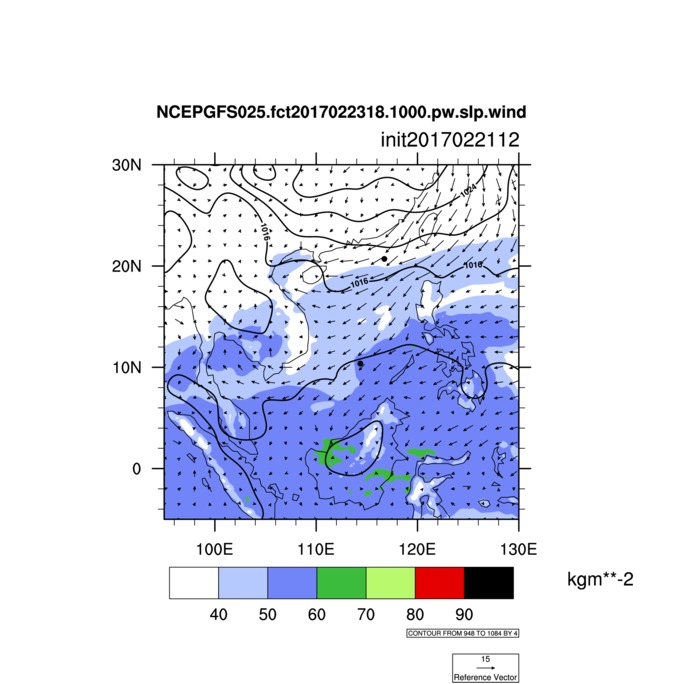 NCEPGFS025.fct2017022318.1000.pw.slp.wind
init2017022112
30N
1024
1016
20N
1016
1016
10N
0
100E 110E 120E 130E
kgm**-2
40 50 60 70 80 90
CONTOUR FROM 948 TO 1084 BY 4
15
Reference Vector